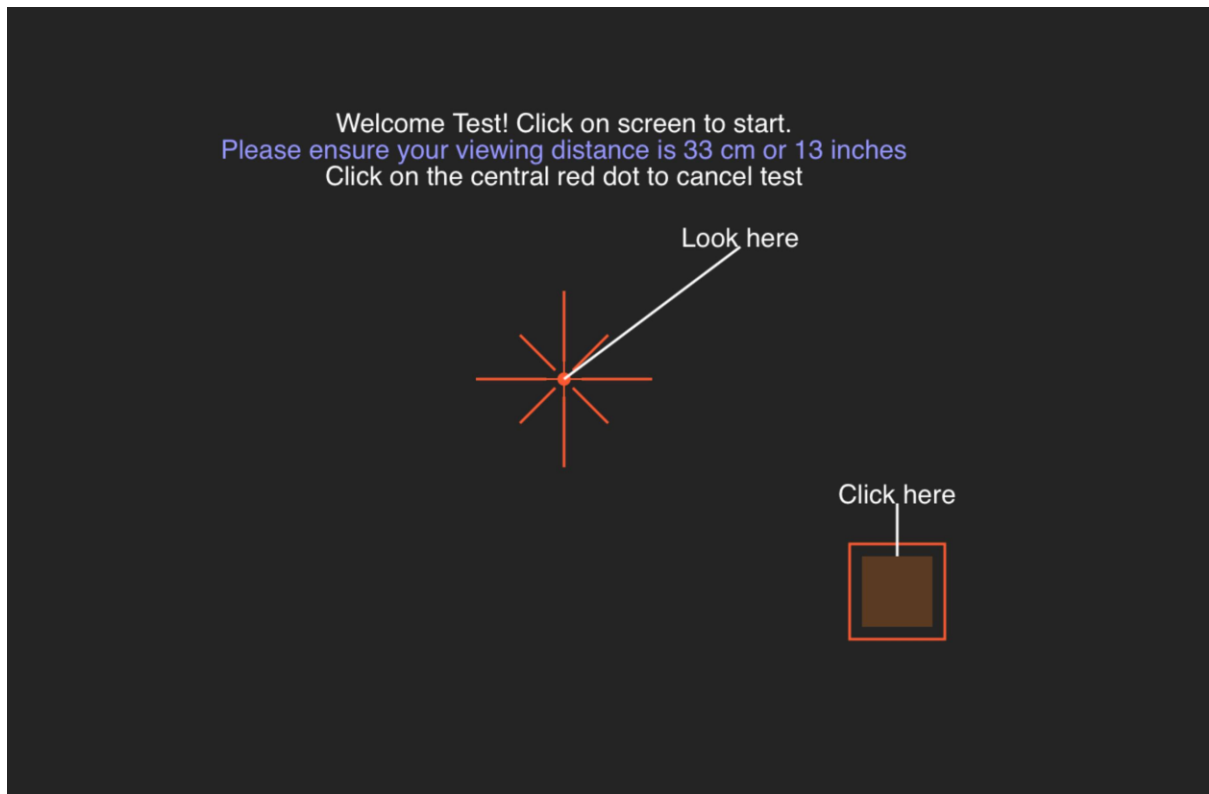 Welcome Test! Click on screen to start.
Please ensure your viewing distance is 33 cm or 13 inches
Click on the central red dot to cancel test
Look here
Click here